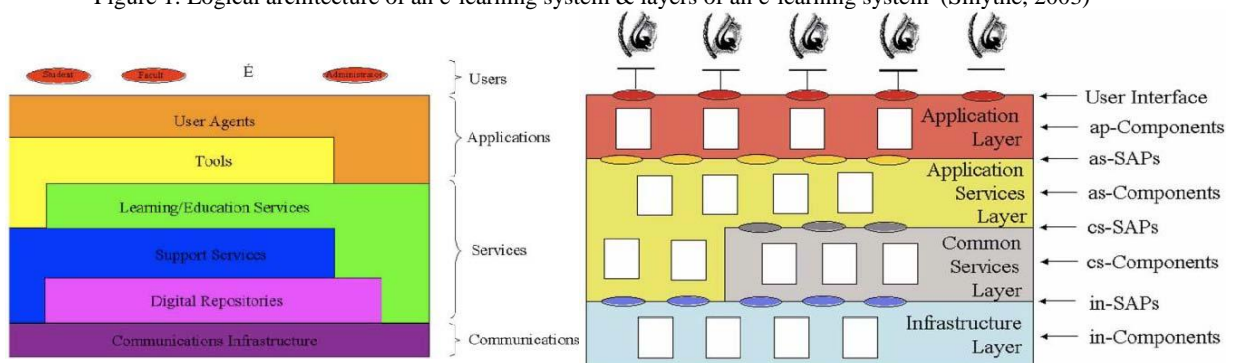 Figure 1. Logical architecture of an e-learning system & layers of an e-learning system (Smythe, 2003)
Student
Facult
É
Administrator
Users
User Agents
Tools
Applications
Learning/Education Services
Support Services
Digital Repositories
Services
Communications Infrastructure
Communications
User Interface
Application
Layer
ap-Components
as-SAPs
Application
Services
Layer
as-Components
cs-SAPs
Common
Services
Layer
cs-Components
in-SAPs
Infrastructure
Layer
in-Components